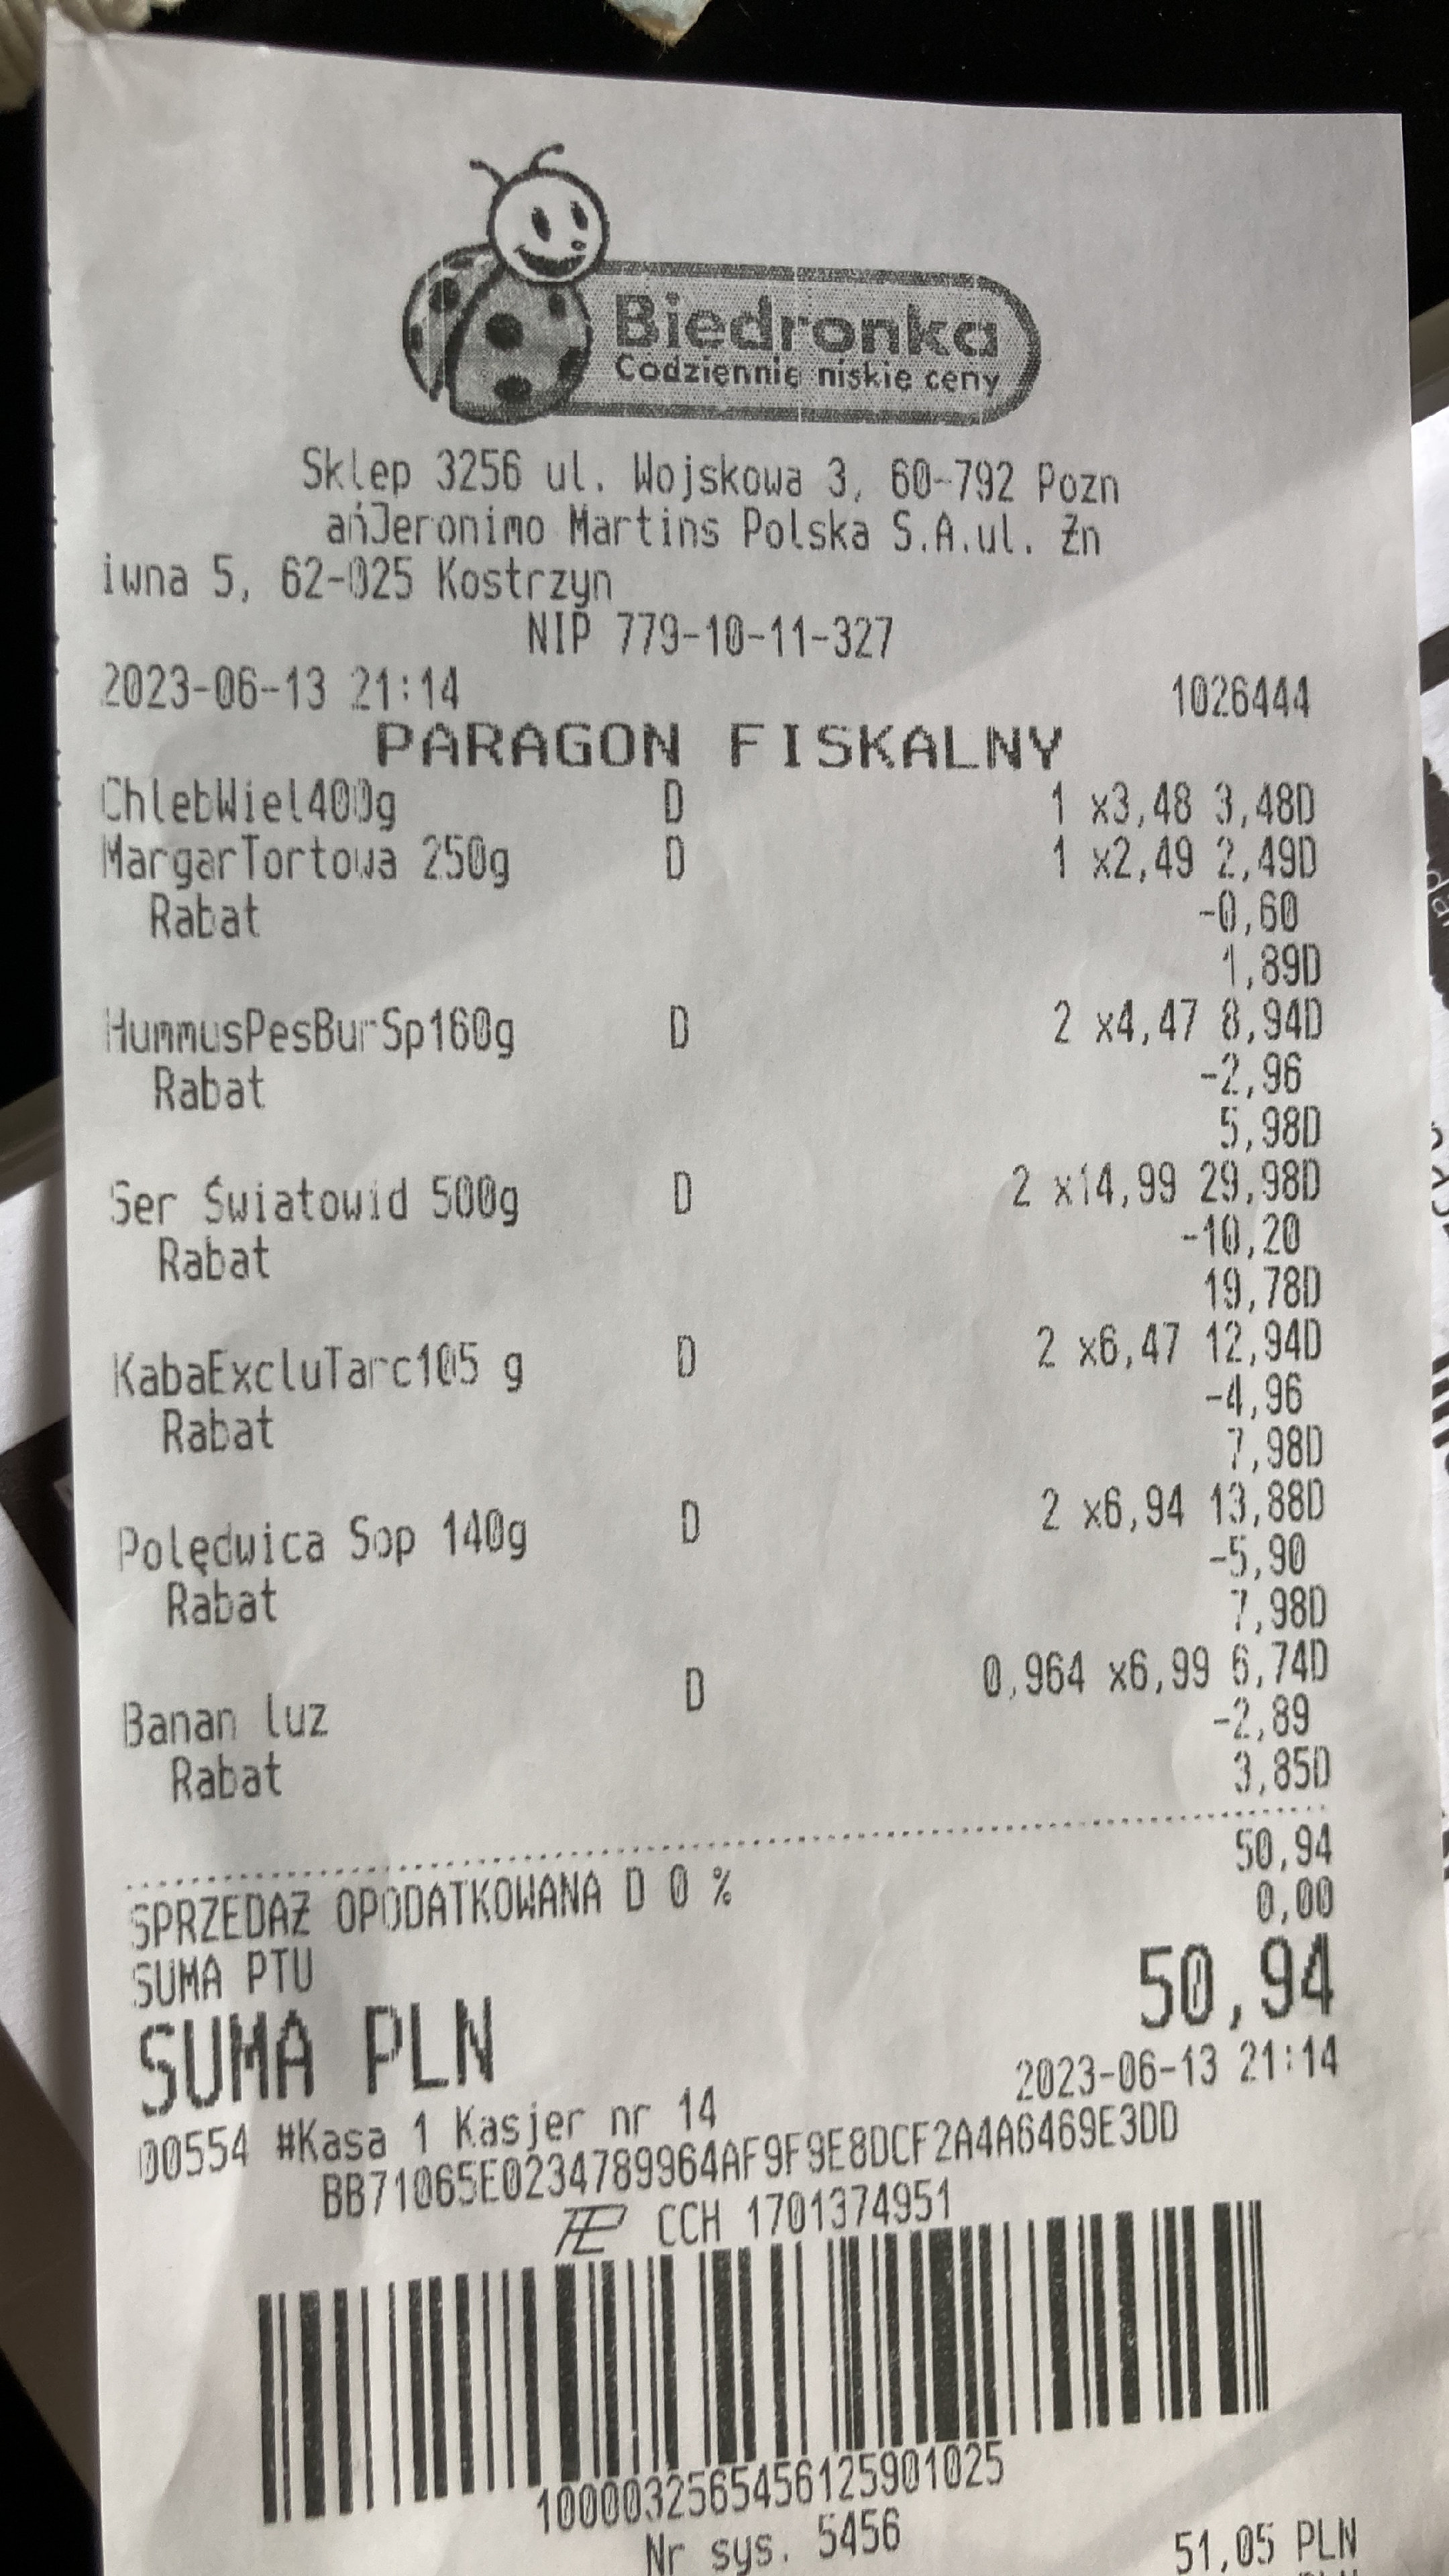 Biedronka
Codziennie niskie ceny
Sklep 3256 ul. Wojskowa 3, 60-792 Pozn
ańJeronimo Martins Polska S.A.ul. Żn
iwna 5, 62-025 Kostrzyn
NIP 779-10-11-327
2023-06-13 21:14 1026444
PARAGON FISKALNY
ChlebWiel400g D 1 x3,48 3,48D
MargarTortowa 250g D 1 x2,49 2,49D
Rabat -0,60
1,89D
HummusPesBurSp160g D 2 x4,47 8,94D
Rabat -2,96
5,98D
Ser Światowid 500g D 2 x14,99 29,98D
Rabat -10,20
19,78D
KabaExcluTarc105 g D 2 x6,47 12,94D
Rabat -4,96
7,98D
Polędwica Sop 140g D 2 x6,94 13,88D
Rabat -5,90
7,98D
Banan luz D 0,964 x6,99 6,74D
Rabat -2,89
3,85D
SPRZEDAŻ OPODATKOWANA D 0 % 50,94
SUMA PTU 0,00
SUMA PLN 50,94
00554 #Kasa 1 Kasjer nr 14 2023-06-13 21:14
BB71065E0234789964AF9F9E8DCF2A4A6469E3DD
CCH 1701374951
1000032565456125901025
Nr sys. 5456
51,05 PLN